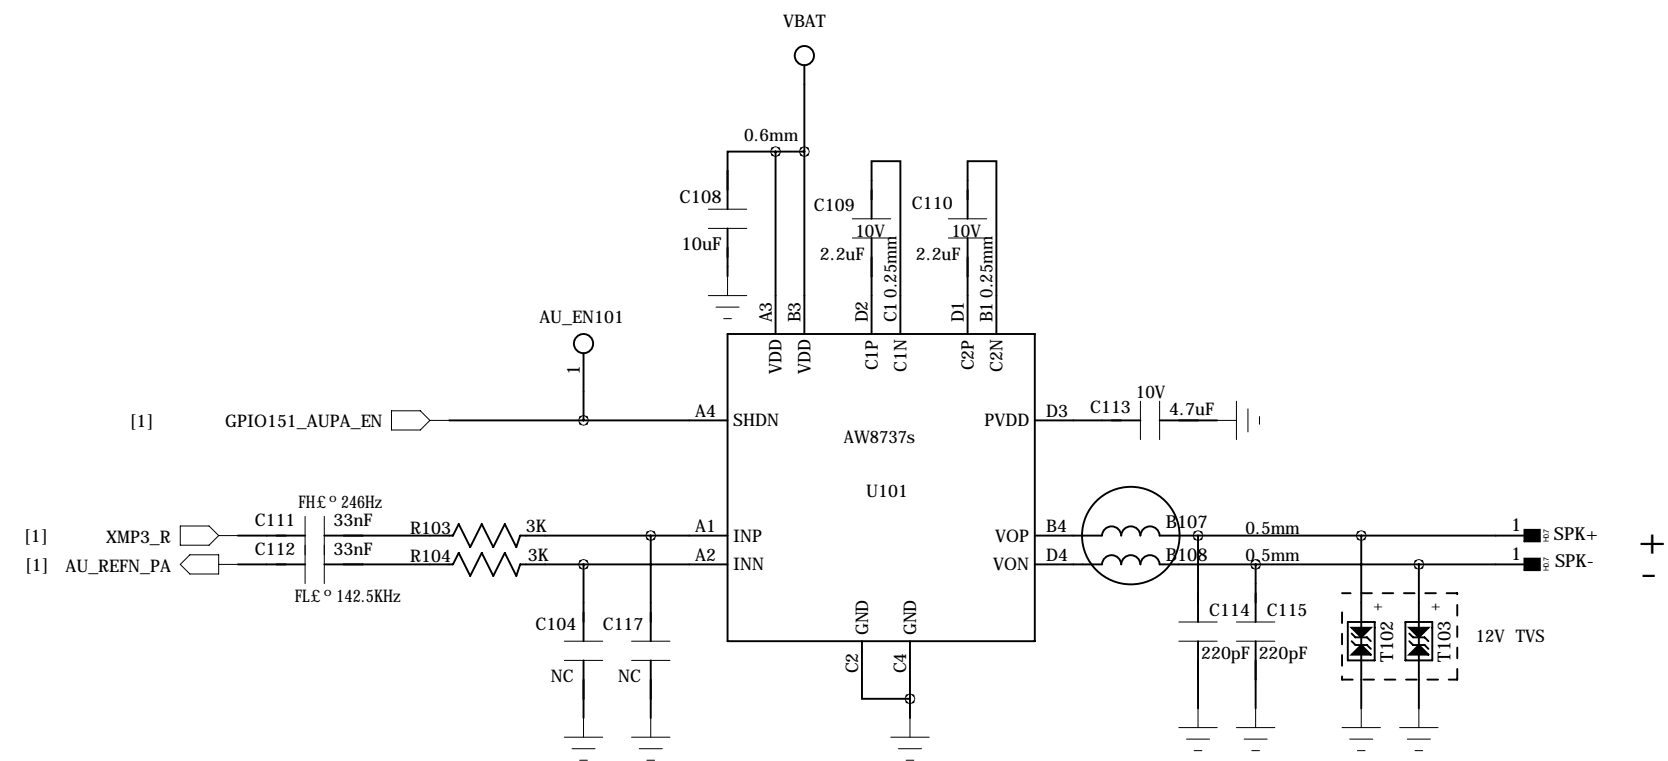 VBAT
0.6mm
C108
10uF
C109
10V
2.2uF
C110
10V
2.2uF
A3
B3
D2
C1 0.25mm
D1
B1 0.25mm
VDD
VDD
C1P
C1N
C2P
C2N
AU_EN101
1
[1] GPIO151_AUPA_EN
A4
SHDN
AW8737s
U101
PVDD
D3
C113
10V
4.7uF
FH£º246Hz
[1] XMP3_R
C111
33nF
R103
3K
A1
INP
[1] AU_REFN_PA
C112
33nF
R104
3K
A2
INN
FL£º142.5KHz
VOP
B4
B107
0.5mm
1
SPK+
VON
D4
B108
0.5mm
1
SPK-
+
-
C104
NC
C117
NC
GND
GND
C2
C4
C114
220pF
C115
220pF
+
T102
+
T103
12V TVS